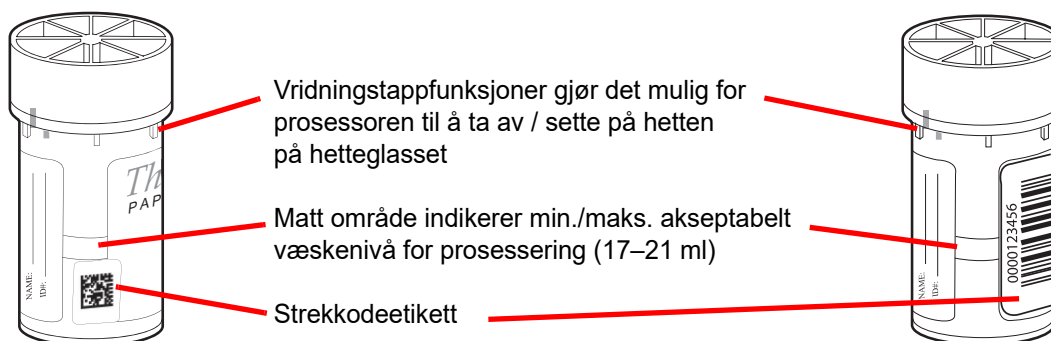 Vridningstappfunksjoner gjør det mulig for
prosessoren til å ta av / sette på hetten
på hetteglasset
Th
PAP
Matt område indikerer min./maks. akseptabelt
væskenivå for prosessering (17–21 ml)
NAME:
ID#:
Strekkodeetikett
NAME:
ID#:
0000123456